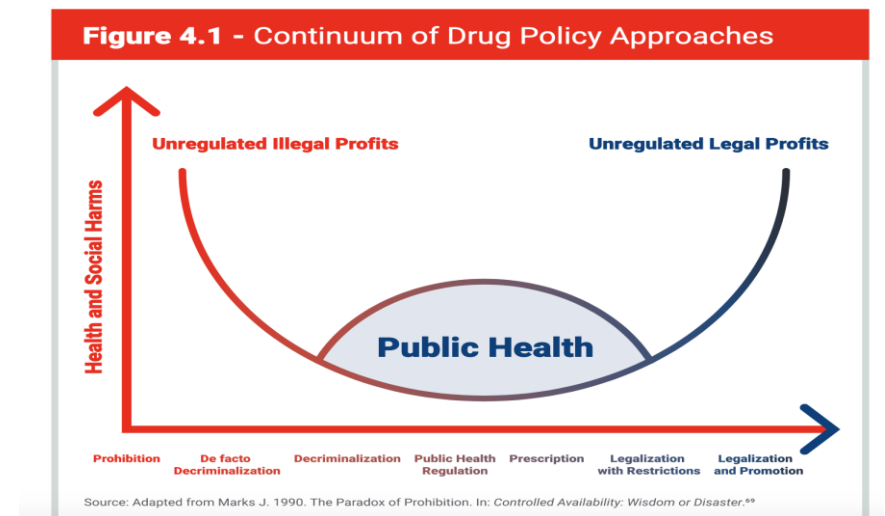 Figure 4.1 - Continuum of Drug Policy Approaches
Unregulated Illegal Profits
Unregulated Legal Profits
Health and Social Harms
Public Health
Prohibition
De facto
Decriminalization
Decriminalization
Public Health
Regulation
Prescription
Legalization
with Restrictions
Legalization
and Promotion
Source: Adapted from Marks J. 1990. The Paradox of Prohibition. In: Controlled Availability: Wisdom or Disaster.⁶⁹